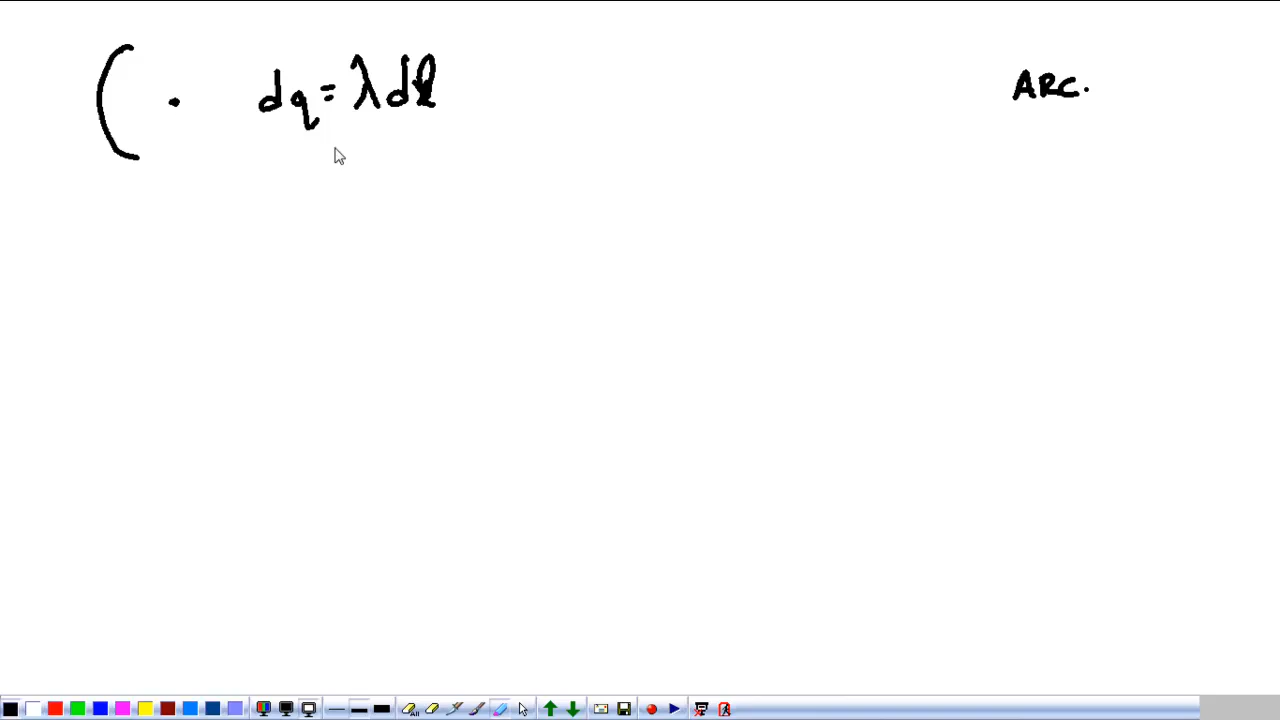 dq = λdl
ARC.